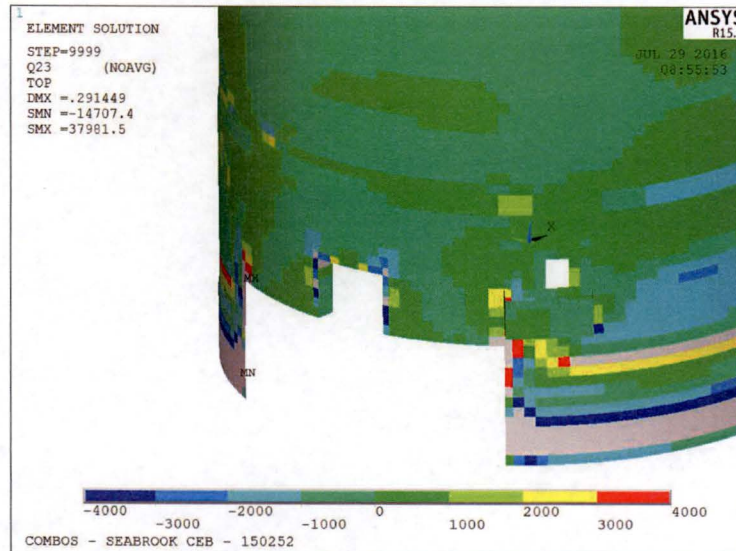 1
ELEMENT SOLUTION
STEP=9999
Q23 (NOAVG)
TOP
DMX =.291449
SMN =-14707.4
SMX =37981.5
ANSYS
R15.
JUL 29 2016
08:55:53
X
MX
MN
-4000 -3000 -2000 -1000 0 1000 2000 3000 4000
COMBOS - SEABROOK CEB - 150252